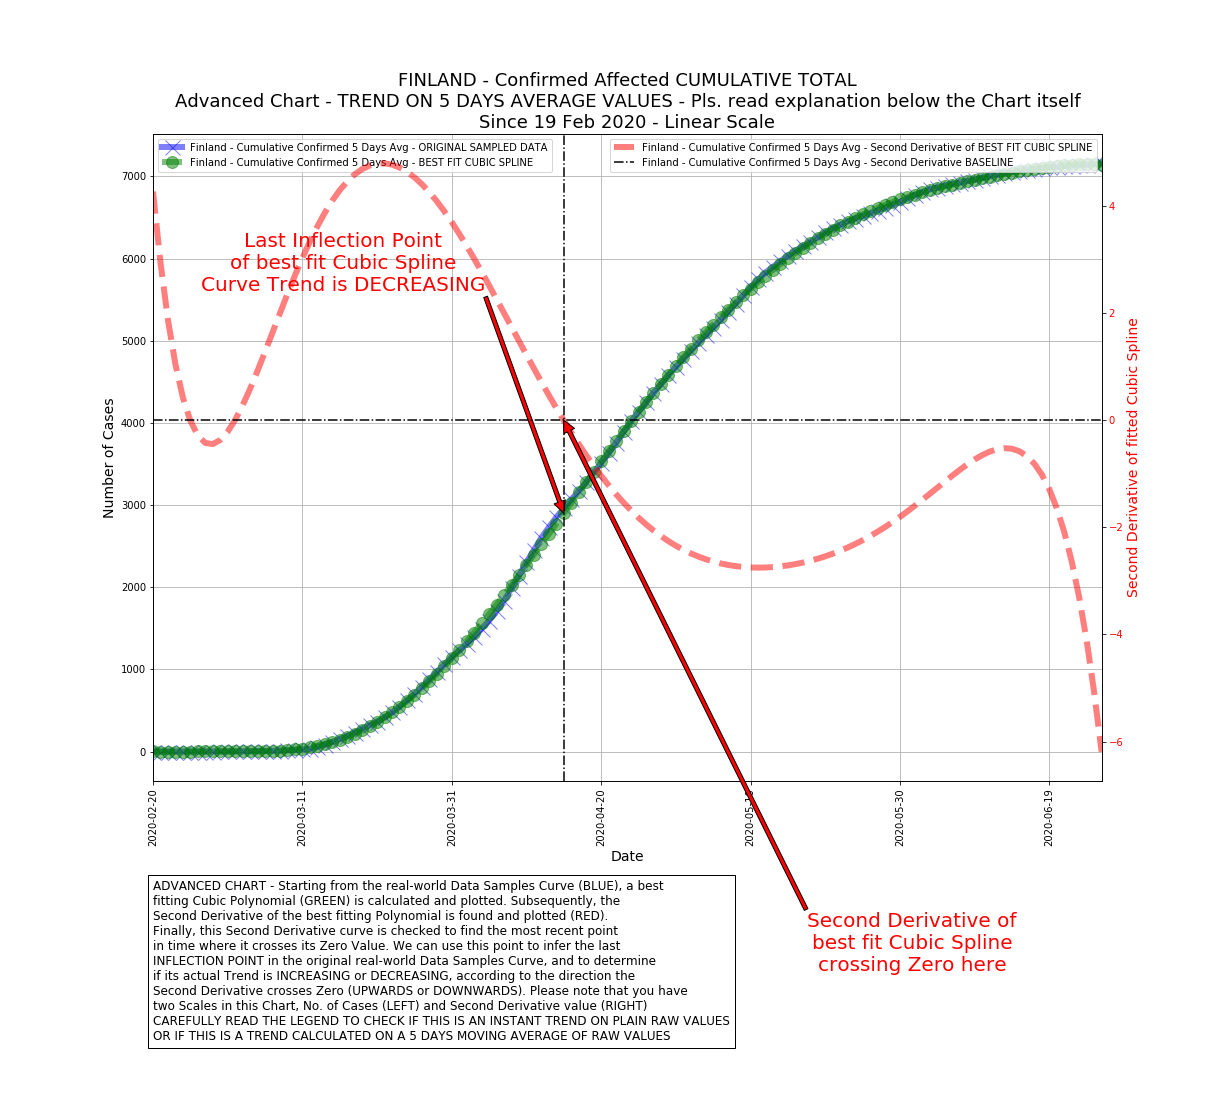 FINLAND - Confirmed Affected CUMULATIVE TOTAL
Advanced Chart - TREND ON 5 DAYS AVERAGE VALUES - Pls. read explanation below the Chart itself
Since 19 Feb 2020 - Linear Scale
Finland - Cumulative Confirmed 5 Days Avg - ORIGINAL SAMPLED DATA
Finland - Cumulative Confirmed 5 Days Avg - BEST FIT CUBIC SPLINE
Finland - Cumulative Confirmed 5 Days Avg - Second Derivative of BEST FIT CUBIC SPLINE
Finland - Cumulative Confirmed 5 Days Avg - Second Derivative BASELINE
Last Inflection Point
of best fit Cubic Spline
Curve Trend is DECREASING
Number of Cases
7000
6000
5000
4000
3000
2000
1000
0
4
2
0
−2
−4
−6
Second Derivative of fitted Cubic Spline
2020-02-20
2020-03-11
2020-03-31
2020-04-20
2020-05-30
2020-06-19
Date
Second Derivative of
best fit Cubic Spline
crossing Zero here
ADVANCED CHART - Starting from the real-world Data Samples Curve (BLUE), a best
fitting Cubic Polynomial (GREEN) is calculated and plotted. Subsequently, the
Second Derivative of the best fitting Polynomial is found and plotted (RED).
Finally, this Second Derivative curve is checked to find the most recent point
in time where it crosses its Zero Value. We can use this point to infer the last
INFLECTION POINT in the original real-world Data Samples Curve, and to determine
if its actual Trend is INCREASING or DECREASING, according to the direction the
Second Derivative crosses Zero (UPWARDS or DOWNWARDS). Please note that you have
two Scales in this Chart, No. of Cases (LEFT) and Second Derivative value (RIGHT)
CAREFULLY READ THE LEGEND TO CHECK IF THIS IS AN INSTANT TREND ON PLAIN RAW VALUES
OR IF THIS IS A TREND CALCULATED ON A 5 DAYS MOVING AVERAGE OF RAW VALUES